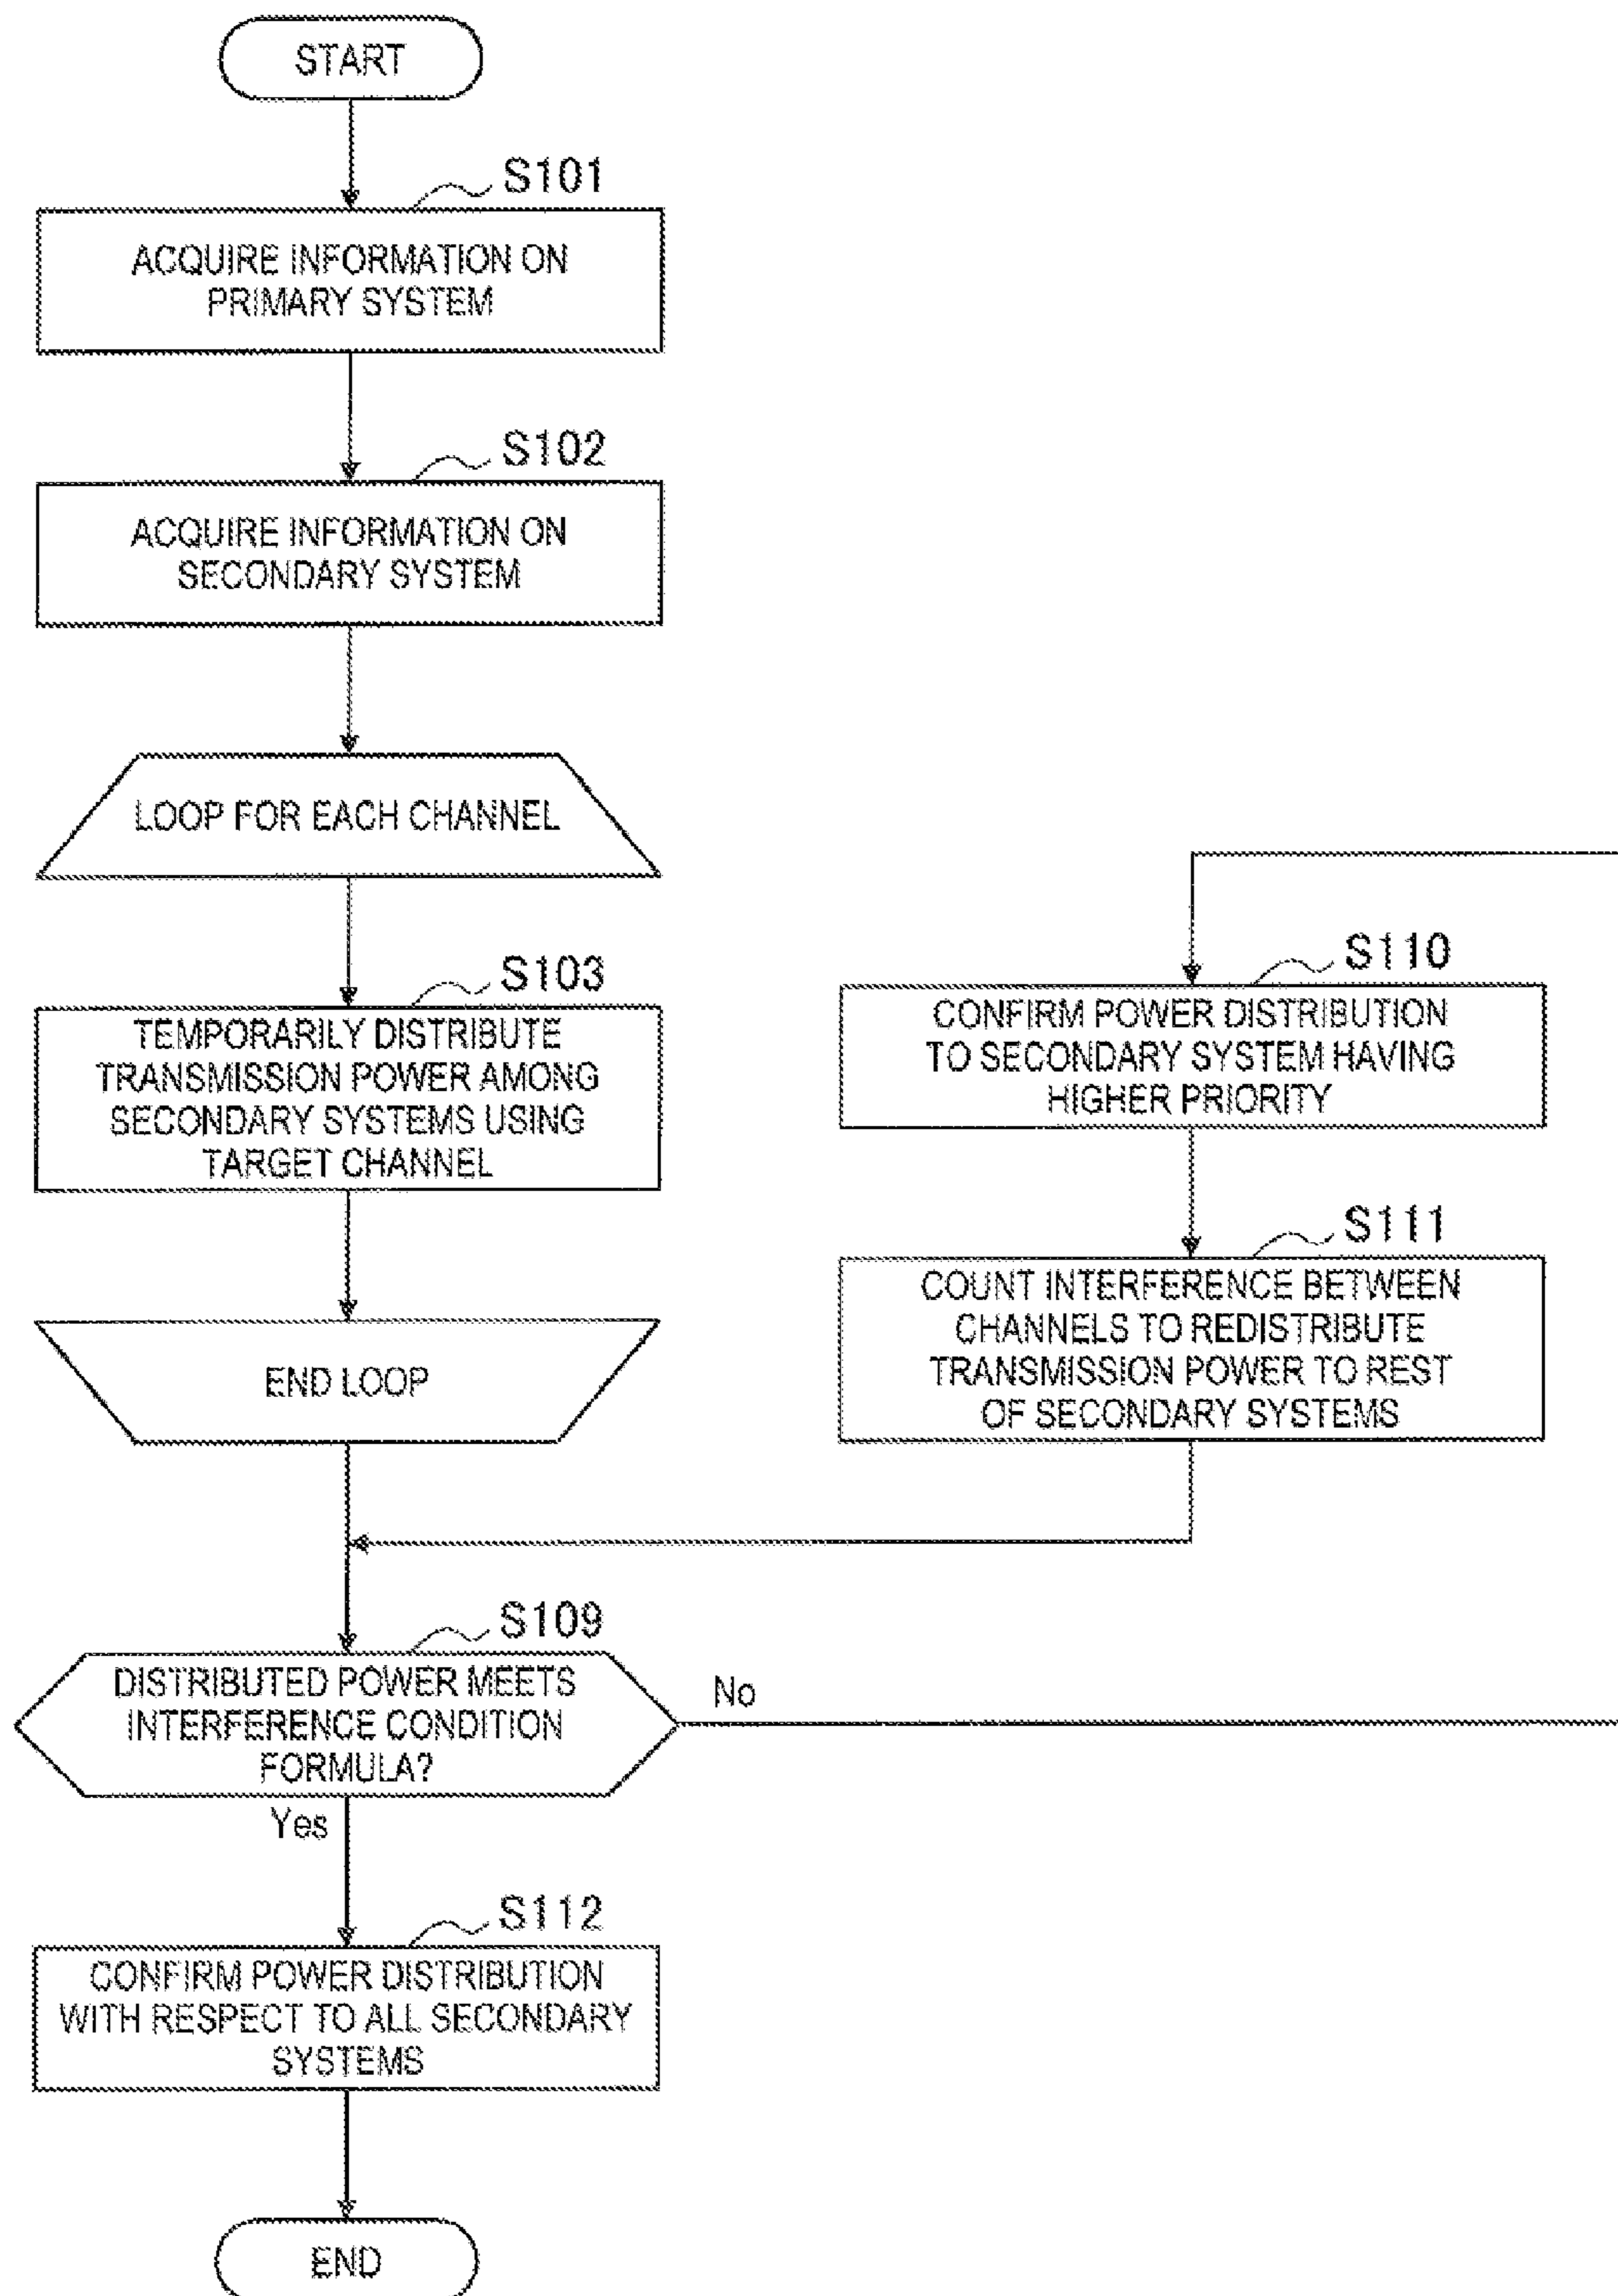 START
S101
ACQUIRE INFORMATION ON
PRIMARY SYSTEM
S102
ACQUIRE INFORMATION ON
SECONDARY SYSTEM
LOOP FOR EACH CHANNEL
S103
TEMPORARILY DISTRIBUTE
TRANSMISSION POWER AMONG
SECONDARY SYSTEMS USING
TARGET CHANNEL
END LOOP
S110
CONFIRM POWER DISTRIBUTION
TO SECONDARY SYSTEM HAVING
HIGHER PRIORITY
S111
COUNT INTERFERENCE BETWEEN
CHANNELS TO REDISTRIBUTE
TRANSMISSION POWER TO REST
OF SECONDARY SYSTEMS
S109
DISTRIBUTED POWER MEETS
INTERFERENCE CONDITION
FORMULA?
No
Yes
S112
CONFIRM POWER DISTRIBUTION
WITH RESPECT TO ALL SECONDARY
SYSTEMS
END